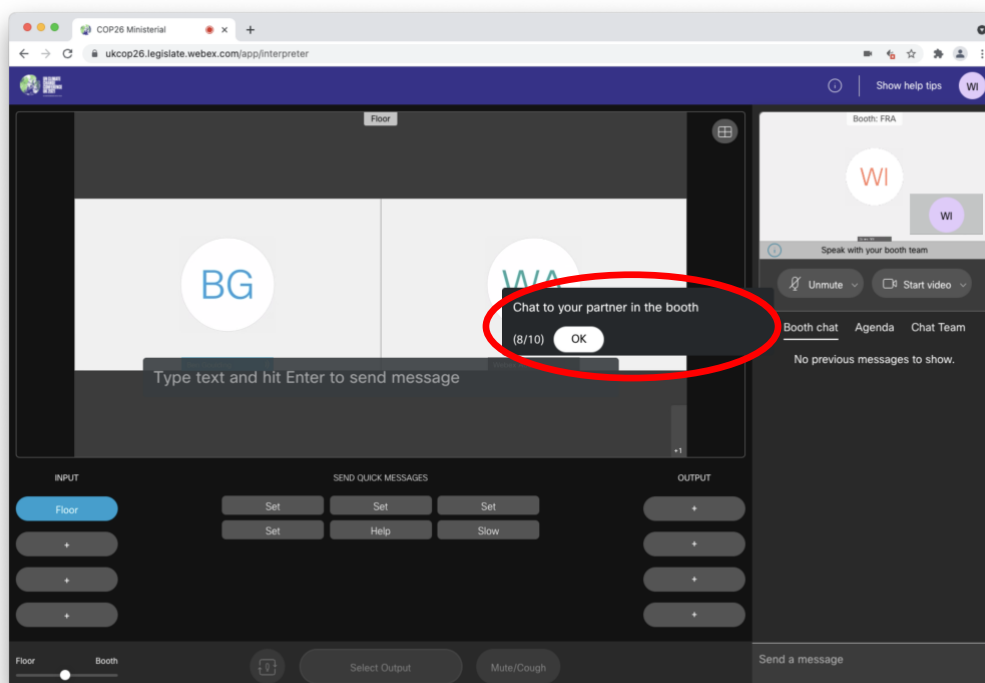 COP26 Ministerial
ukcop26.legislate.webex.com/app/interpreter
Show help tips
WI
Floor
Booth: FRA
WI
WI
Speak with your booth team
BG
WA
Unmute
Start video
Chat to your partner in the booth
(8/10) OK
Booth chat Agenda Chat Team
No previous messages to show.
Type text and hit Enter to send message
+1
INPUT
SEND QUICK MESSAGES
OUTPUT
Floor
Set Set Set
Set Help Slow
+
+
+
+
+
+
+
Floor Booth
Select Output
Mute/Cough
Send a message